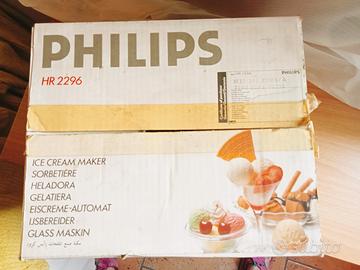 PHILIPS
HR 2296
PHILIPS
ICE CREAM MAKER
SORBETIÈRE
HELADORA
GELATIERA
EISCREME-AUTOMAT
IJSBEREIDER
GLASS MASKIN